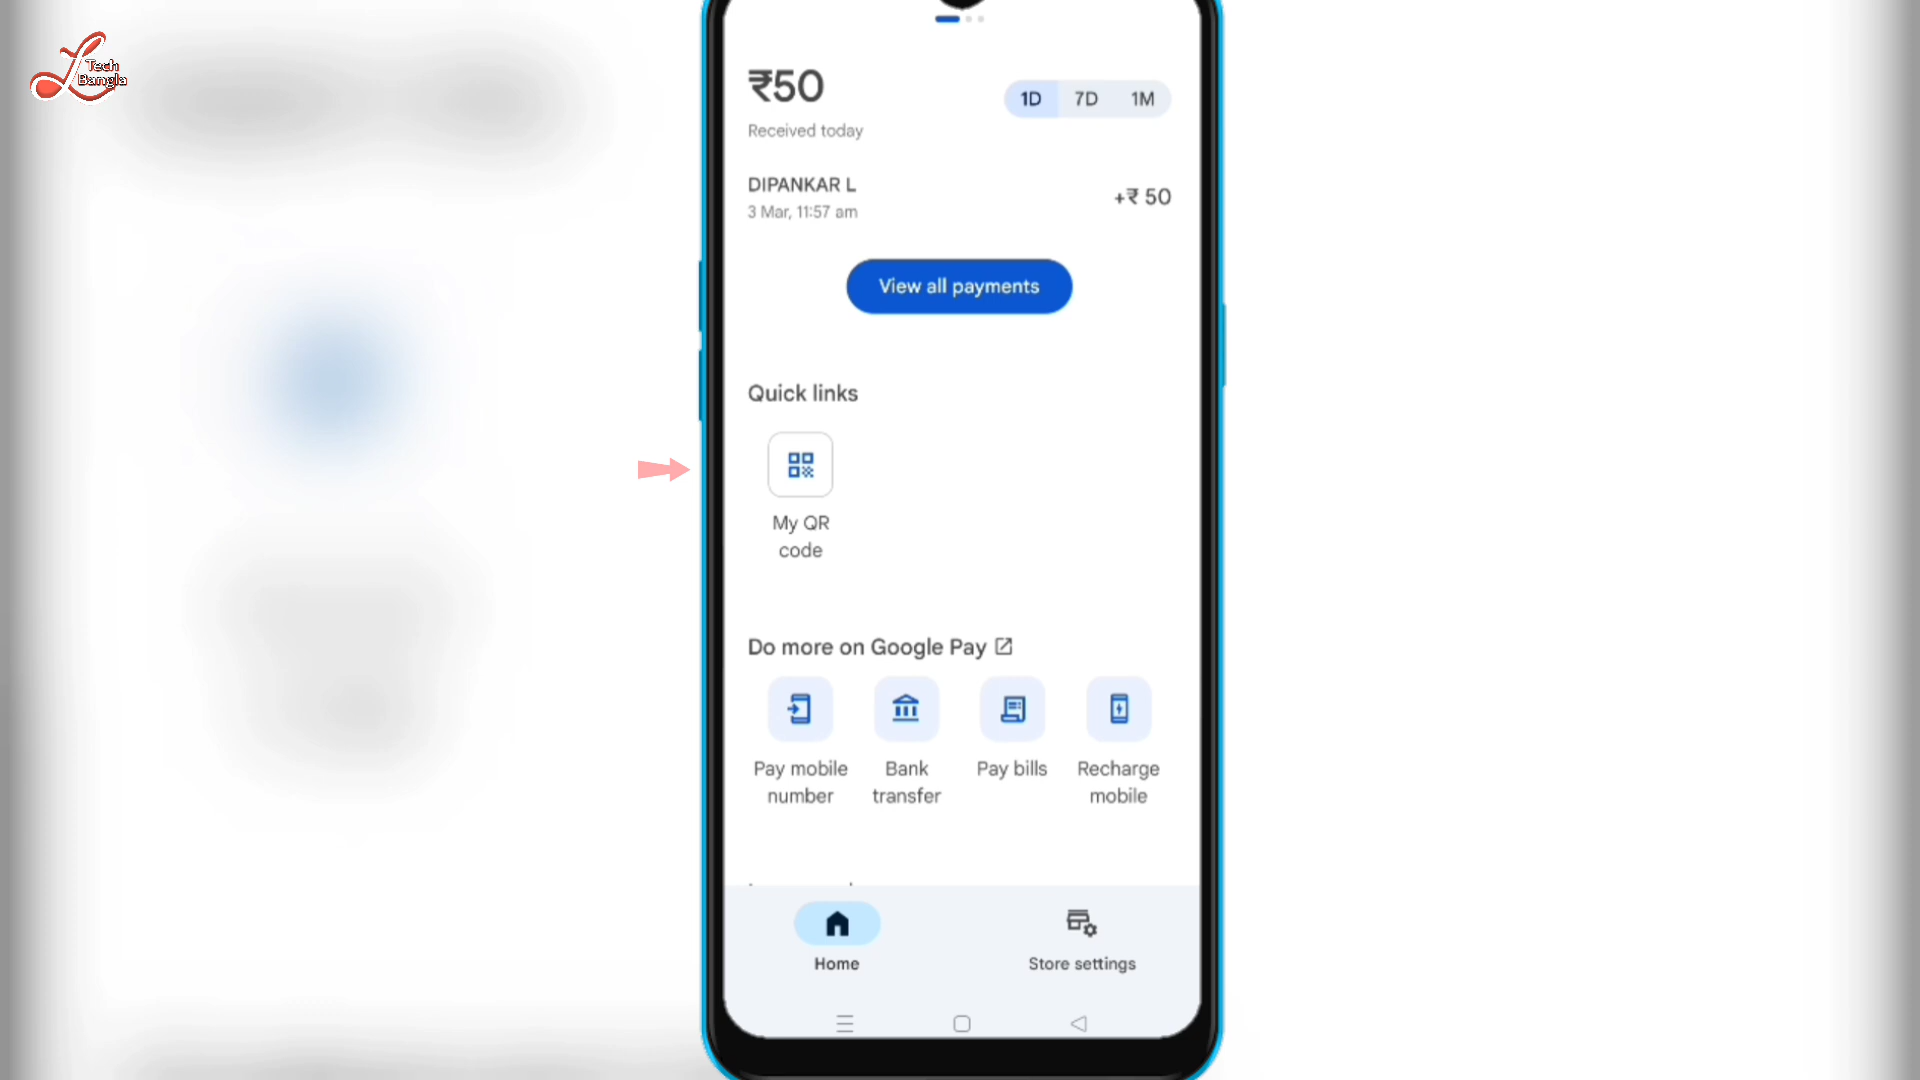 Tech
Bangla
₹50
1D 7D 1M
Received today
DIPANKAR L
+₹ 50
3 Mar, 11:57 am
View all payments
Quick links
My QR
code
Do more on Google Pay
Pay mobile
number
Bank
transfer
Pay bills
Recharge
mobile
Home
Store settings